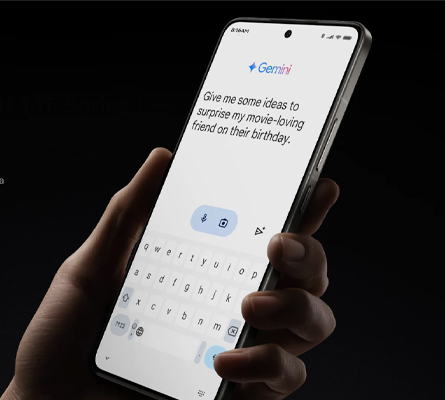 Gemini
Give me some ideas to
surprise my movie-loving
friend on their birthday.
q w e r t y u i o p
a s d f g h j k
x c v b n m